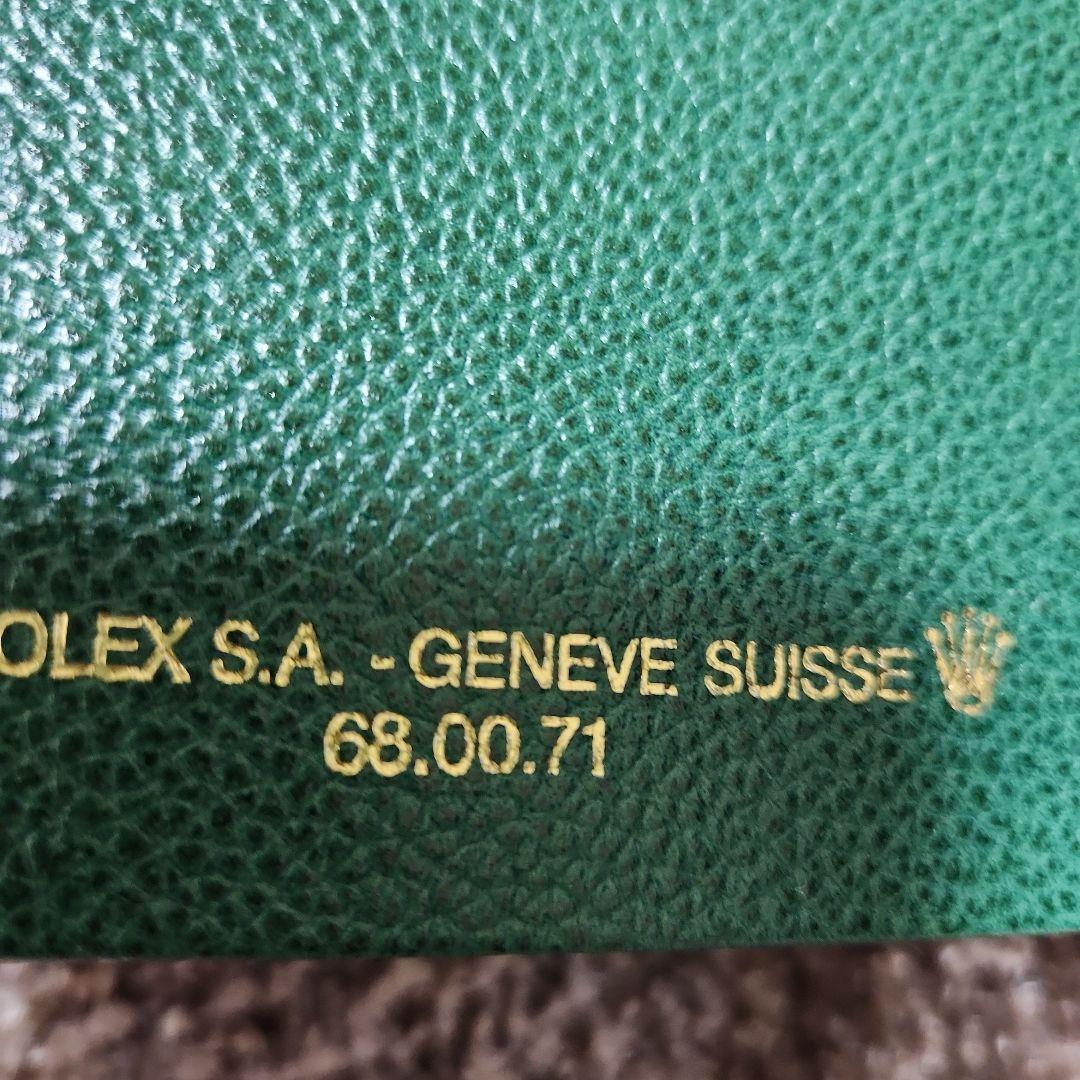 OLEX S.A. - GENEVE. SUISSE
68.00.71